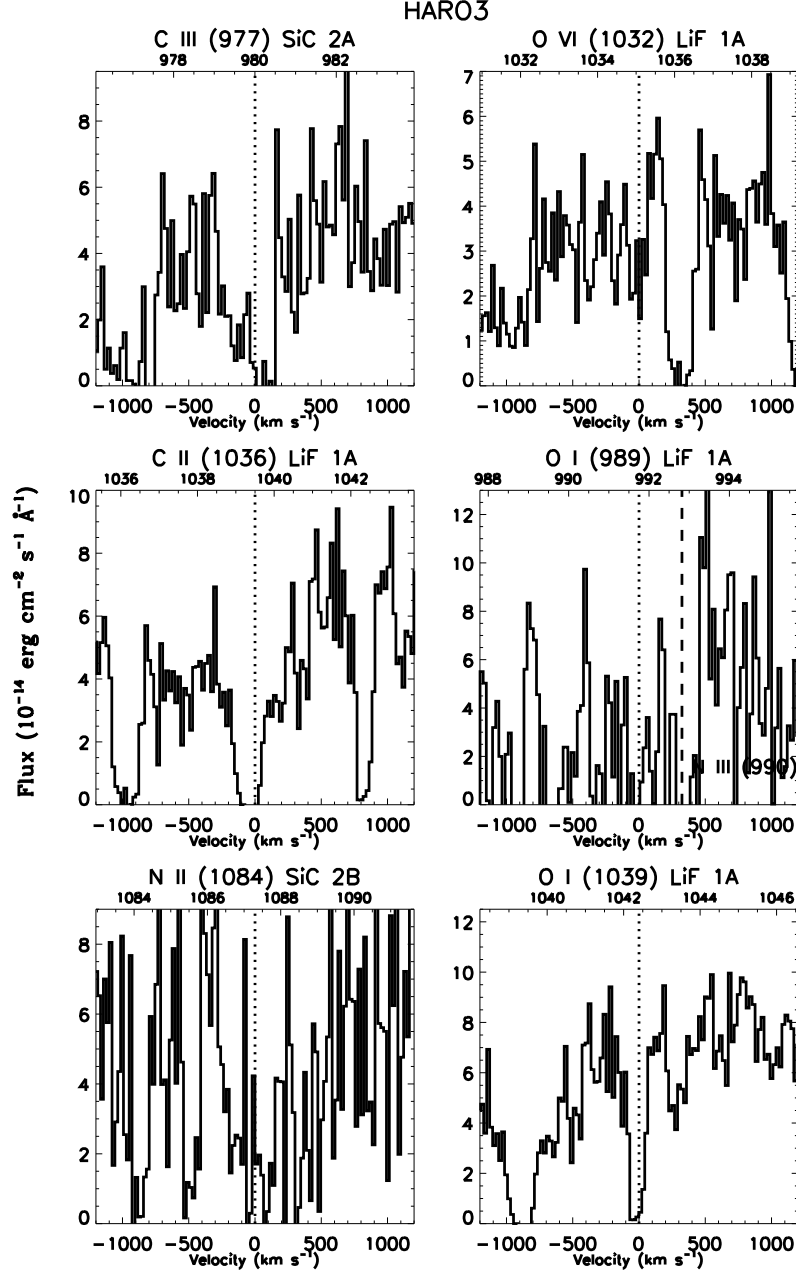 HARO3
C III (977) SiC 2A
978 980 982
0 2 4 6 8
−1000 −500 0 500 1000
Velocity (km s⁻¹)
O VI (1032) LiF 1A
1032 1034 1036 1038
0 1 2 3 4 5 6 7
−1000 −500 0 500 1000
Velocity (km s⁻¹)
Flux (10⁻¹⁴ erg cm⁻² s⁻¹ Å⁻¹)
C II (1036) LiF 1A
1036 1038 1040 1042
0 2 4 6 8 10
−1000 −500 0 500 1000
Velocity (km s⁻¹)
O I (989) LiF 1A
988 990 992 994
0 2 4 6 8 10 12
N III (990)
−1000 −500 0 500 1000
Velocity (km s⁻¹)
N II (1084) SiC 2B
1084 1086 1088 1090
0 2 4 6 8
−1000 −500 0 500 1000
Velocity (km s⁻¹)
O I (1039) LiF 1A
1040 1042 1044 1046
0 2 4 6 8 10 12
−1000 −500 0 500 1000
Velocity (km s⁻¹)